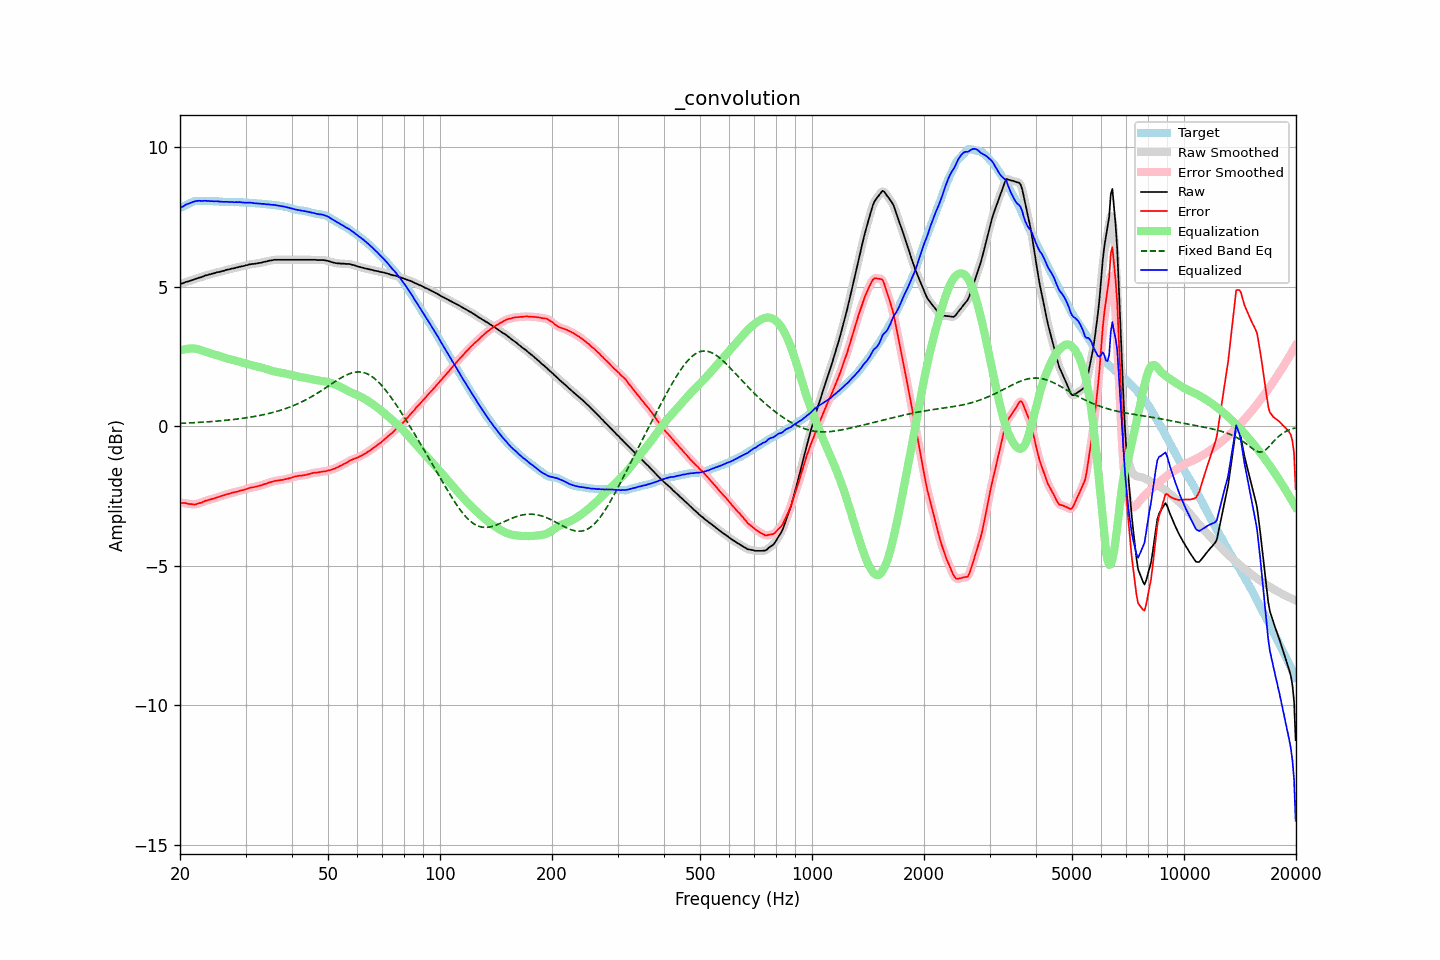 _convolution
Amplitude (dBr)
10
5
0
−5
−10
−15
Target
Raw Smoothed
Error Smoothed
Raw
Error
Equalization
Fixed Band Eq
Equalized
20
50
100
200
500
1000
2000
5000
10000
20000
Frequency (Hz)